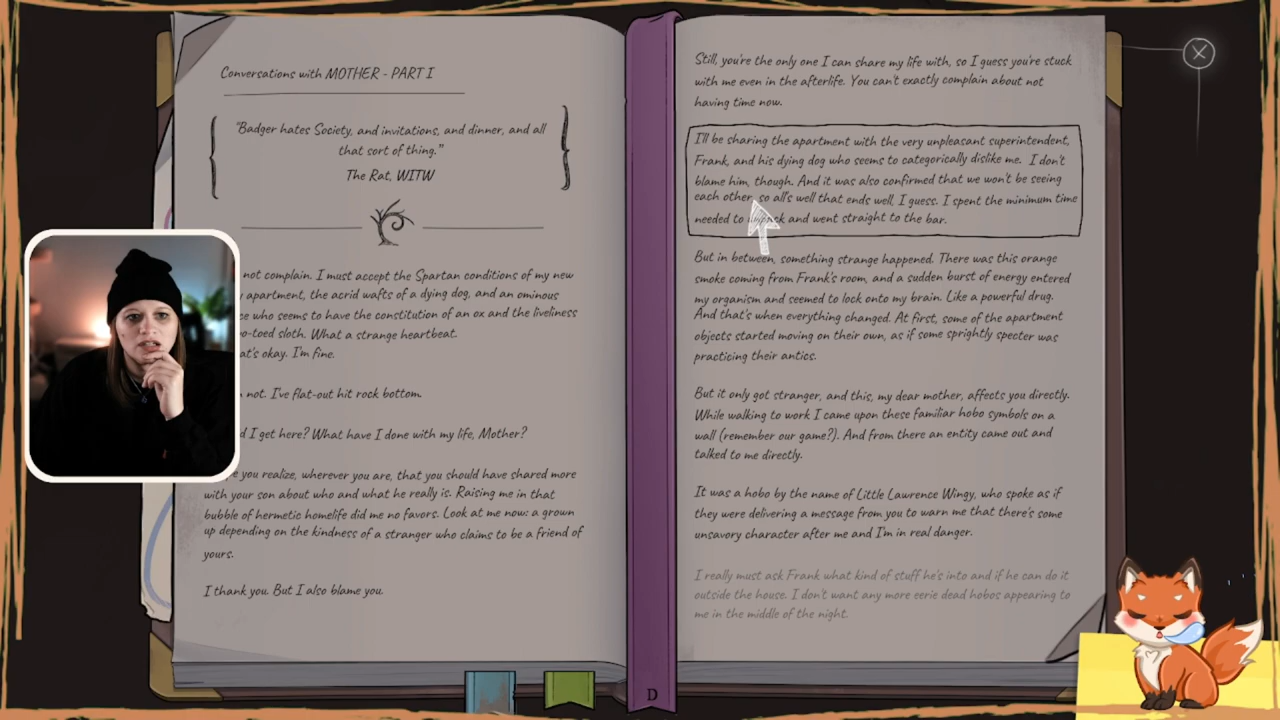 Conversations with MOTHER - PART I
"Badger hates Society, and invitations, and dinner, and all
that sort of thing."
The Rat, WITW
not complain. I must accept the Spartan conditions of my new
apartment, the acrid wafts of a dying dog, and an ominous
who seems to have the constitution of an ox and the liveliness
-toed sloth. What a strange heartbeat.
okay. I'm fine.
not. I've flat-out hit rock bottom.
I get here? What have I done with my life, Mother?
you realize, wherever you are, that you should have shared more
with your son about who and what he really is. Raising me in that
bubble of hermetic homelife did me no favors. Look at me now: a grown
up depending on the kindness of a stranger who claims to be a friend of
yours.
I thank you. But I also blame you.
Still, you're the only one I can share my life with, so I guess you're stuck
with me even in the afterlife. You can't exactly complain about not
having time now.
I'll be sharing the apartment with the very unpleasant superintendent,
Frank, and his dying dog who seems to categorically dislike me. I don't
blame him, though. And it was also confirmed that we won't be seeing
each other, so all's well that ends well, I guess. I spent the minimum time
needed to unpack and went straight to the bar.
But in between, something strange happened. There was this orange
smoke coming from Frank's room, and a sudden burst of energy entered
my organism and seemed to lock onto my brain. Like a powerful drug.
And that's when everything changed. At first, some of the apartment
objects started moving on their own, as if some sprightly specter was
practicing their antics.
But it only got stranger, and this, my dear mother, affects you directly.
While walking to work I came upon these familiar hobo symbols on a
wall (remember our game?). And from there an entity came out and
talked to me directly.
It was a hobo by the name of Little Lawrence Wingy, who spoke as if
they were delivering a message from you to warn me that there's some
unsavory character after me and I'm in real danger.
I really must ask Frank what kind of stuff he's into and if he can do it
outside the house. I don't want any more eerie dead hobos appearing to
me in the middle of the night.
D